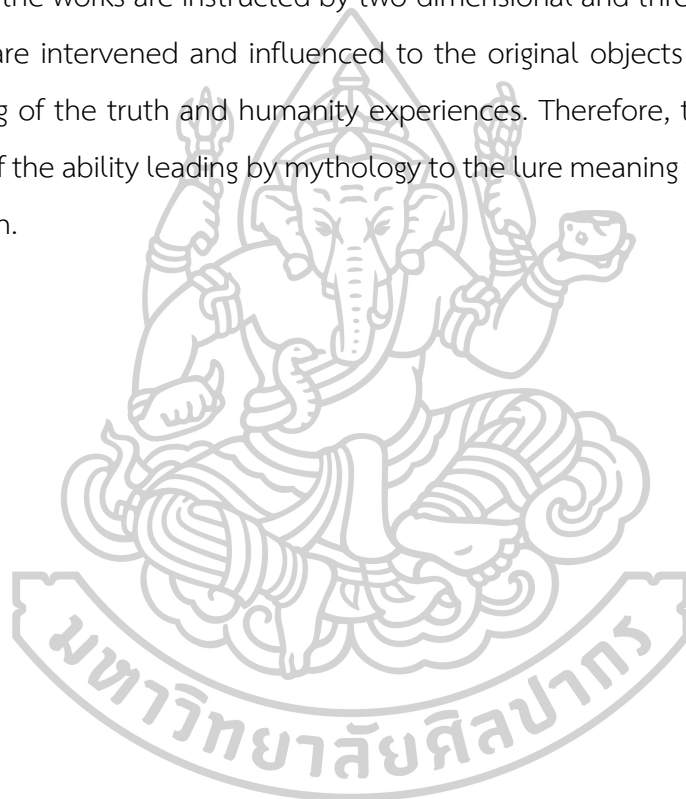 the works are instructed by two dimensional and thre
are intervened and influenced to the original objects
g of the truth and humanity experiences. Therefore, t
f the ability leading by mythology to the lure meaning
n.
มหาวิทยาลัยศิลปากร